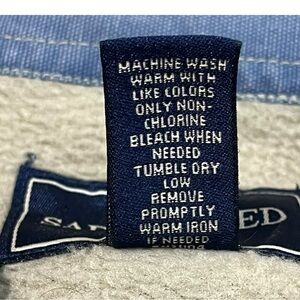 MACHINE WASH
WARM WITH
LIKE COLORS
ONLY NON-
CHLORINE
BLEACH WHEN
NEEDED
TUMBLE DRY
LOW
REMOVE
PROMPTLY
WARM IRON
IF NEEDED